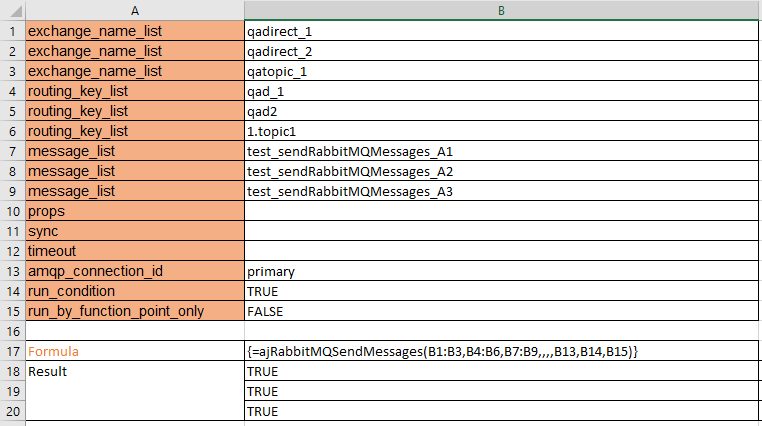 A B
1 exchange_name_list qadirect_1
2 exchange_name_list qadirect_2
3 exchange_name_list qatopic_1
4 routing_key_list qad_1
5 routing_key_list qad2
6 routing_key_list 1.topic1
7 message_list test_sendRabbitMQMessages_A1
8 message_list test_sendRabbitMQMessages_A2
9 message_list test_sendRabbitMQMessages_A3
10 props
11 sync
12 timeout
13 amqp_connection_id primary
14 run_condition TRUE
15 run_by_function_point_only FALSE
16
17 Formula {=ajRabbitMQSendMessages(B1:B3,B4:B6,B7:B9,,,,B13,B14,B15)}
18 Result TRUE
19 TRUE
20 TRUE